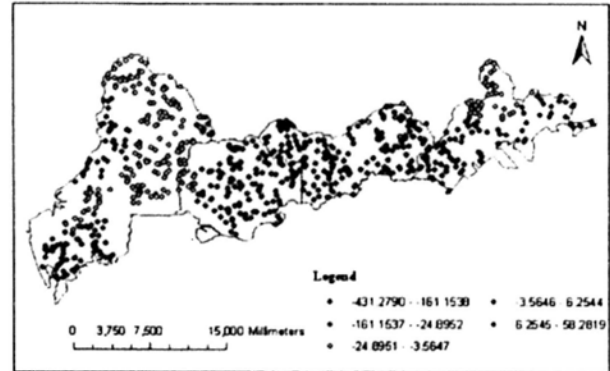 N
Legend
-431.2790 - -161.1538
-3.5646 - 6.2544
-161.1537 - -24.8952
6.2545 - 58.2819
-24.8951 - -3.5647
0 3,750 7,500 15,000 Millimeters